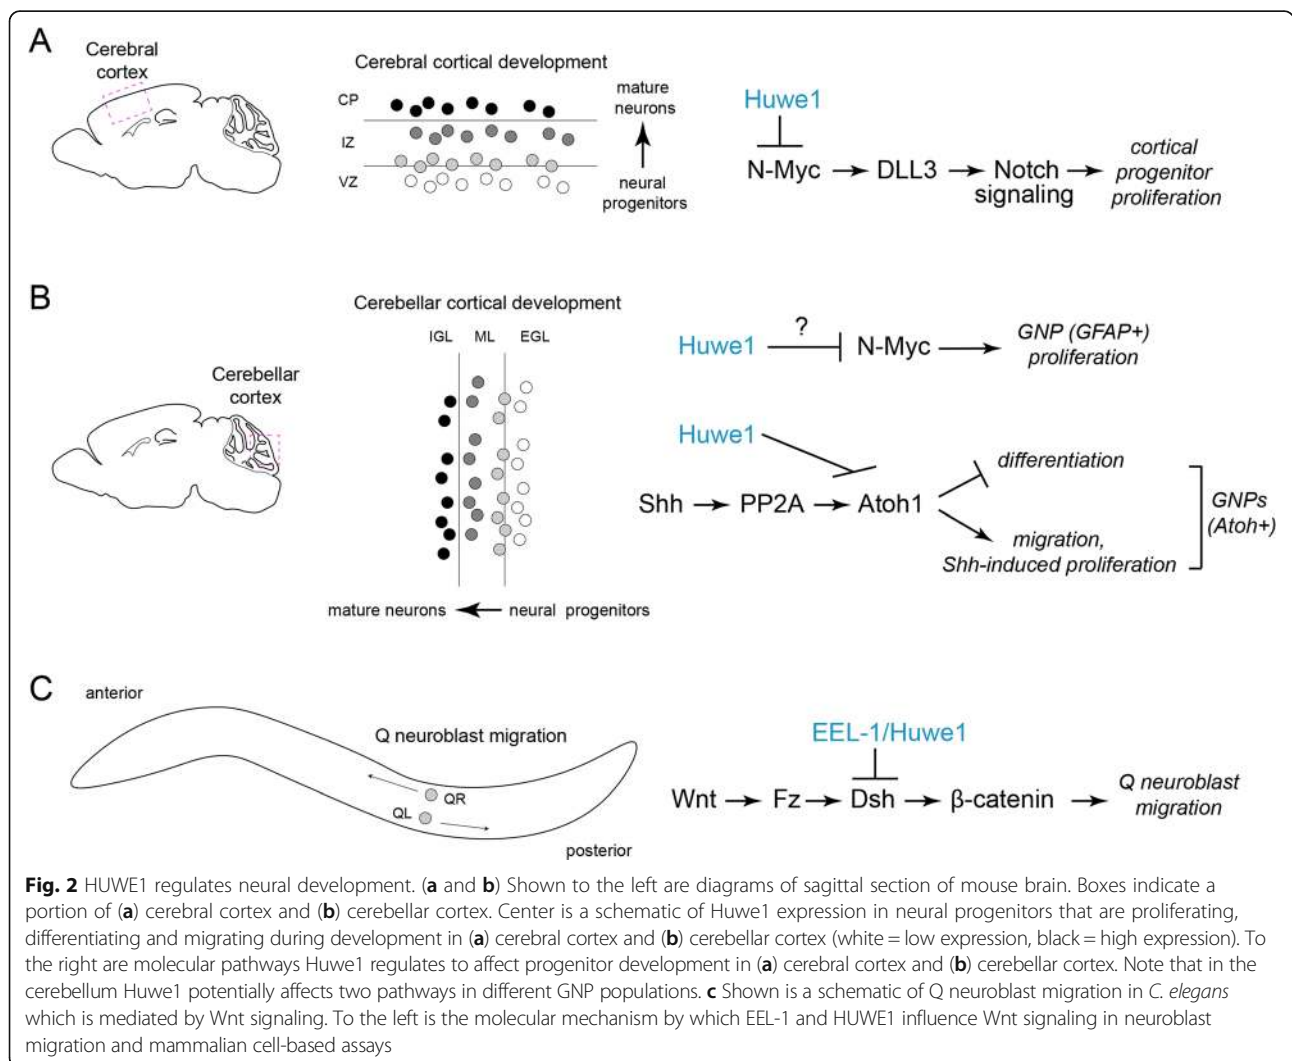 A
Cerebral
cortex
Cerebral cortical development
CP
IZ
VZ
mature
neurons
neural
progenitors
Huwe1
N-Myc
DLL3
Notch
signaling
cortical
progenitor
proliferation
B
Cerebellar
cortex
Cerebellar cortical development
IGL ML EGL
mature neurons
neural progenitors
Huwe1
?
N-Myc
GNP (GFAP+)
proliferation
Huwe1
Shh
PP2A
Atoh1
differentiation
migration,
Shh-induced proliferation
GNPs
(Atoh+)
C
anterior
Q neuroblast migration
QR
QL
posterior
EEL-1/Huwe1
Wnt
Fz
Dsh
β-catenin
Q neuroblast
migration
Fig. 2 HUWE1 regulates neural development. (a and b) Shown to the left are diagrams of sagittal section of mouse brain. Boxes indicate a
portion of (a) cerebral cortex and (b) cerebellar cortex. Center is a schematic of Huwe1 expression in neural progenitors that are proliferating,
differentiating and migrating during development in (a) cerebral cortex and (b) cerebellar cortex (white = low expression, black = high expression). To
the right are molecular pathways Huwe1 regulates to affect progenitor development in (a) cerebral cortex and (b) cerebellar cortex. Note that in the
cerebellum Huwe1 potentially affects two pathways in different GNP populations. c Shown is a schematic of Q neuroblast migration in C. elegans
which is mediated by Wnt signaling. To the left is the molecular mechanism by which EEL-1 and HUWE1 influence Wnt signaling in neuroblast
migration and mammalian cell-based assays